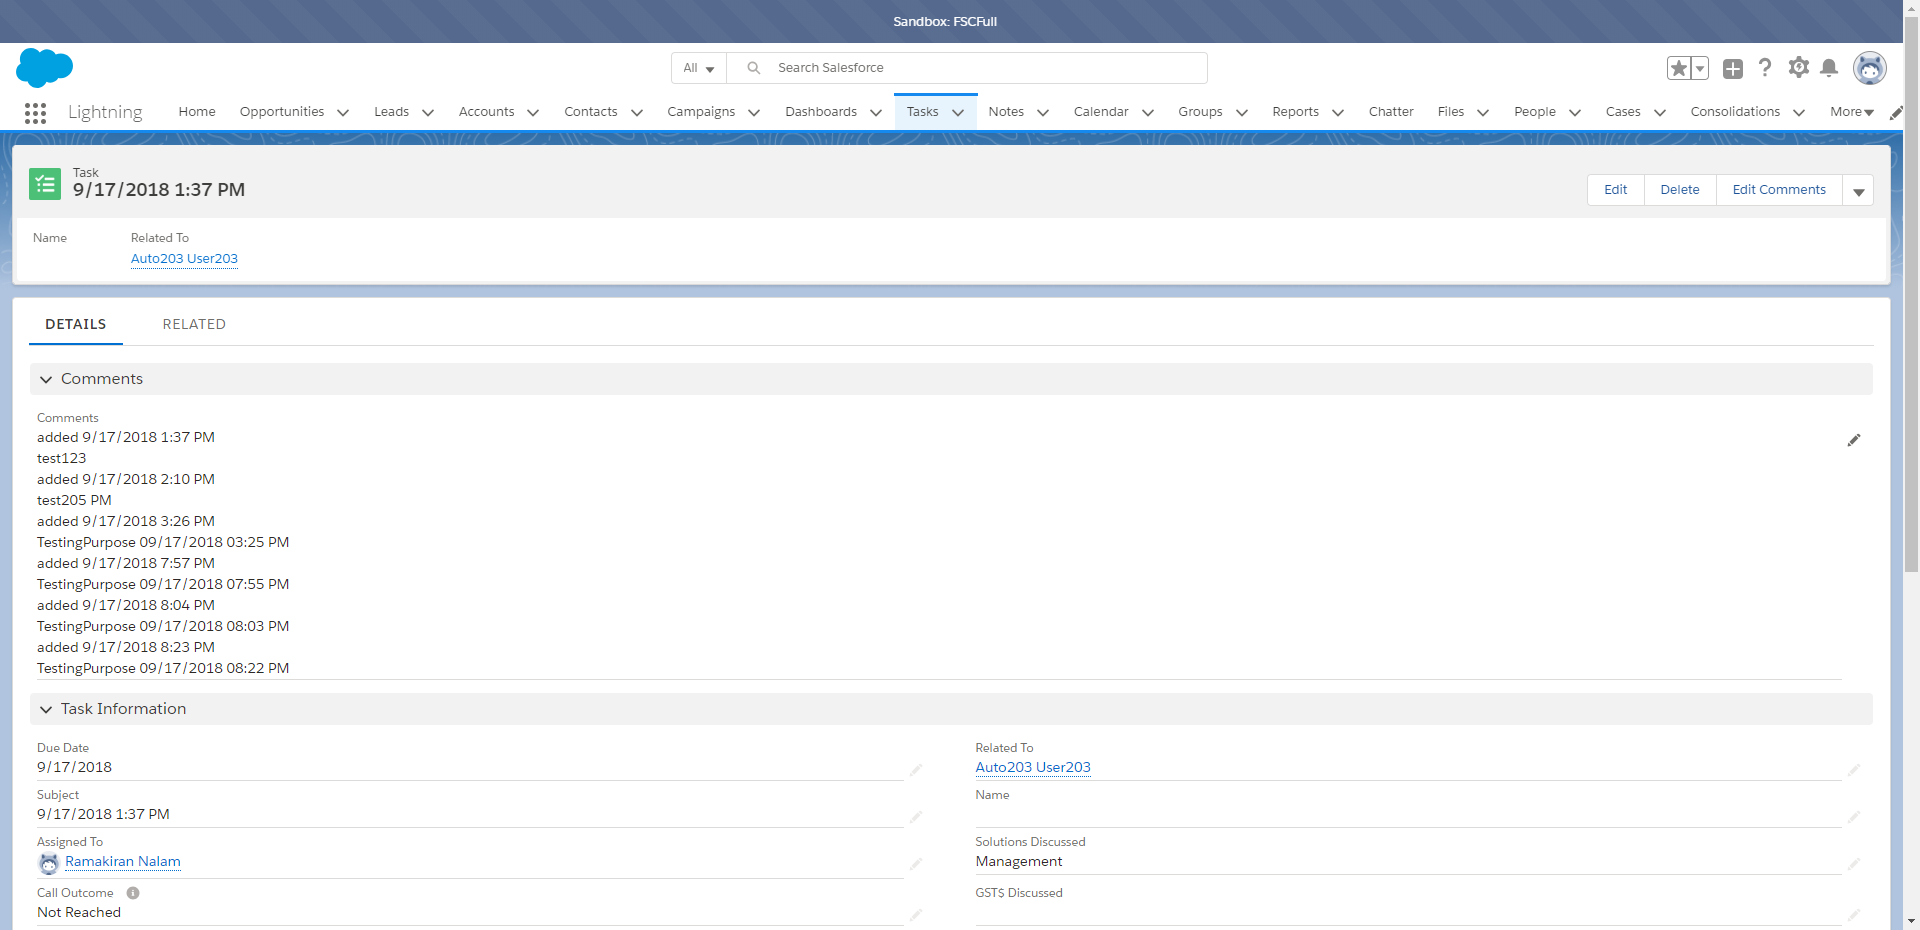 Sandbox: FSCFull
All
Search Salesforce
Lightning
Home
Opportunities
Leads
Accounts
Contacts
Campaigns
Dashboards
Tasks
Notes
Calendar
Groups
Reports
Chatter
Files
People
Cases
Consolidations
More
Task
9/17/2018 1:37 PM
Edit
Delete
Edit Comments
Name
Related To
Auto203 User203
DETAILS
RELATED
Comments
Comments
added 9/17/2018 1:37 PM
test123
added 9/17/2018 2:10 PM
test205 PM
added 9/17/2018 3:26 PM
TestingPurpose 09/17/2018 03:25 PM
added 9/17/2018 7:57 PM
TestingPurpose 09/17/2018 07:55 PM
added 9/17/2018 8:04 PM
TestingPurpose 09/17/2018 08:03 PM
added 9/17/2018 8:23 PM
TestingPurpose 09/17/2018 08:22 PM
Task Information
Due Date
9/17/2018
Related To
Auto203 User203
Subject
9/17/2018 1:37 PM
Name
Assigned To
Ramakiran Nalam
Solutions Discussed
Management
Call Outcome
Not Reached
GST$ Discussed